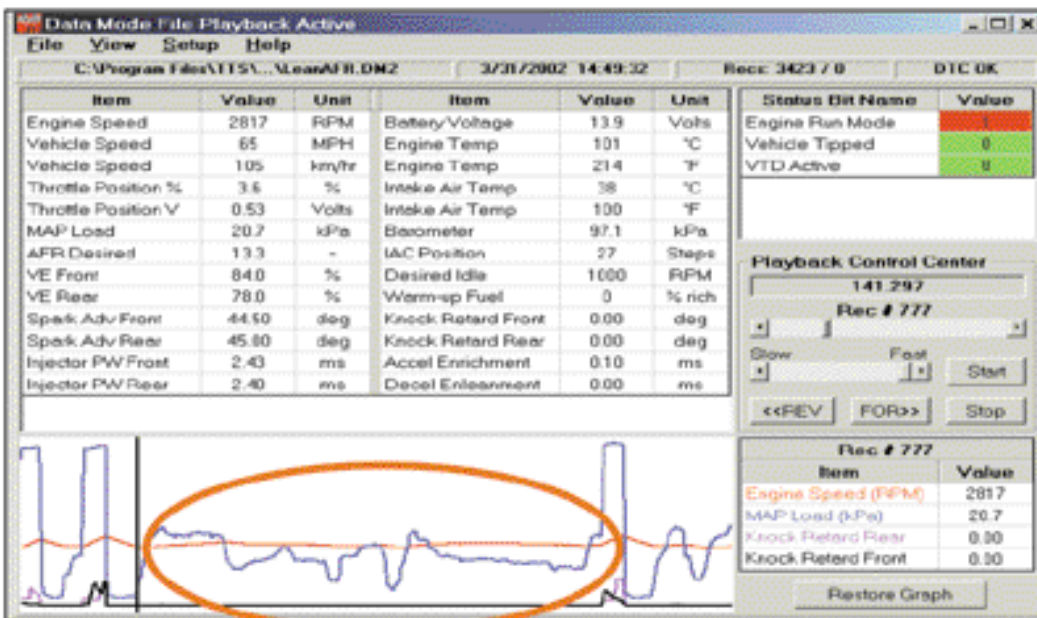 Data Mode File Playback Active
File View Setup Help
C:\Program Files\TTS\...\LeanAFR.DM2 3/31/2002 14:49:32 Recs: 3423 / 0 DTC OK
Item Value Unit Item Value Unit
Engine Speed 2817 RPM Battery Voltage 13.9 Volts
Vehicle Speed 65 MPH Engine Temp 101 °C
Vehicle Speed 105 km/hr Engine Temp 214 °F
Throttle Position % 3.6 % Intake Air Temp 38 °C
Throttle Position V 0.53 Volts Intake Air Temp 100 °F
MAP Load 20.7 kPa Barometer 97.1 kPa
AFR Desired 13.3 - IAC Position 27 Steps
VE Front 84.0 % Desired Idle 1000 RPM
VE Rear 78.0 % Warm-up Fuel 0 % rich
Spark Adv Front 44.50 deg Knock Retard Front 0.00 deg
Spark Adv Rear 45.00 deg Knock Retard Rear 0.00 deg
Injector PW Front 2.43 ms Accel Enrichment 0.10 ms
Injector PW Rear 2.40 ms Decel Enleanment 0.00 ms
Status Bit Name Value
Engine Run Mode 1
Vehicle Tipped 0
VTD Active 0
Playback Control Center
141.297
Rec # 777
Slow Fast
Start
<<REV FOR>> Stop
Rec # 777
Item Value
Engine Speed (RPM) 2817
MAP Load (kPa) 20.7
Knock Retard Rear 0.00
Knock Retard Front 0.00
Restore Graph